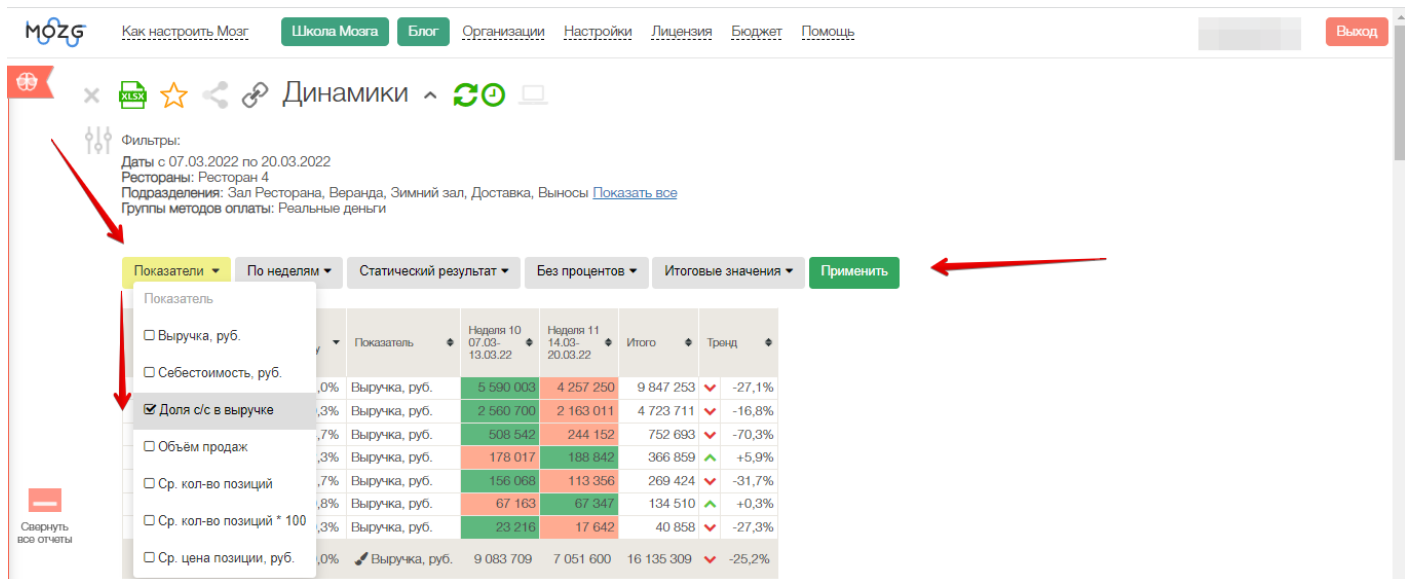 MOZG Как настроить Мозг Школа Мозга Блог Организации Настройки Лицензия Бюджет Помощь Выход
XLSX Динамики
Фильтры:
Даты с 07.03.2022 по 20.03.2022
Рестораны: Ресторан 4
Подразделения: Зал Ресторана, Веранда, Зимний зал, Доставка, Выносы Показать все
Группы методов оплаты: Реальные деньги
Показатели По неделям Статический результат Без процентов Итоговые значения Применить
Показатель
Выручка, руб.
Себестоимость, руб.
Доля с/с в выручке
Объём продаж
Ср. кол-во позиций
Ср. кол-во позиций * 100
Ср. цена позиции, руб.
у Показатель Неделя 10 07.03-13.03.22 Неделя 11 14.03-20.03.22 Итого Тренд
,0% Выручка, руб. 5 590 003 4 257 250 9 847 253 -27,1%
,3% Выручка, руб. 2 560 700 2 163 011 4 723 711 -16,8%
,7% Выручка, руб. 508 542 244 152 752 693 -70,3%
,3% Выручка, руб. 178 017 188 842 366 859 +5,9%
,7% Выручка, руб. 156 068 113 356 269 424 -31,7%
,8% Выручка, руб. 67 163 67 347 134 510 +0,3%
,3% Выручка, руб. 23 216 17 642 40 858 -27,3%
,0% Выручка, руб. 9 083 709 7 051 600 16 135 309 -25,2%
Свернуть
все отчеты